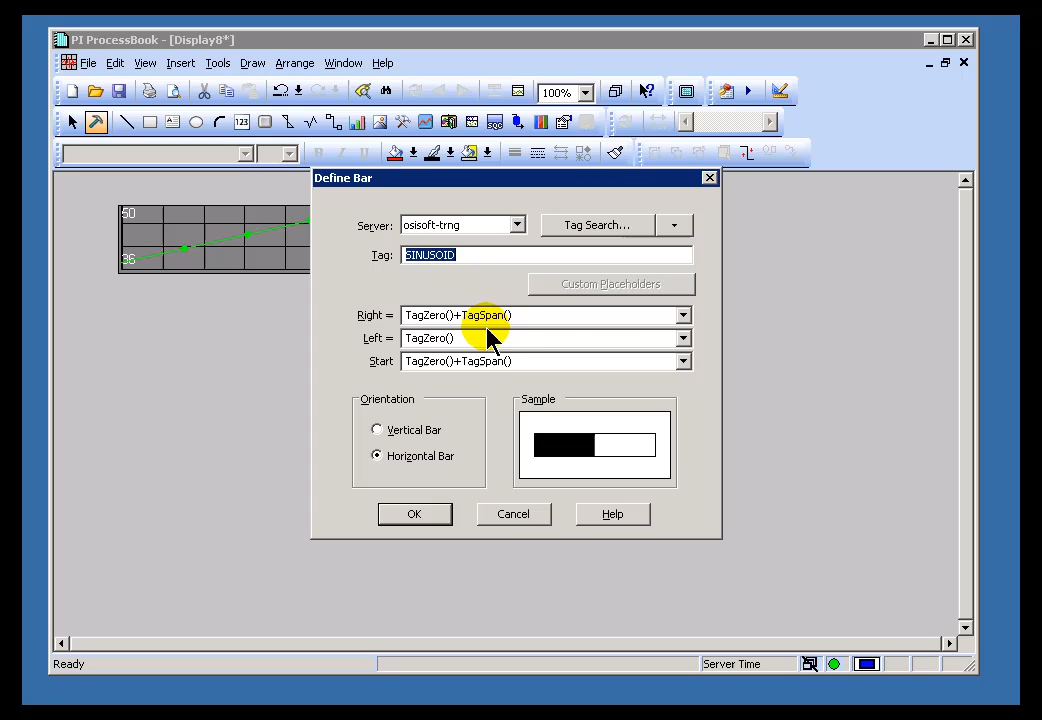 PI ProcessBook - [Display8*]
File Edit View Insert Tools Draw Arrange Window Help
100%
123
SQC
B I U
Define Bar
50
36
Server: osisoft-trng Tag Search...
Tag: SINUSOID
Custom Placeholders
Right = TagZero()+TagSpan()
Left = TagZero()
Start TagZero()+TagSpan()
Orientation
Vertical Bar
Horizontal Bar
Sample
OK Cancel Help
Ready Server Time